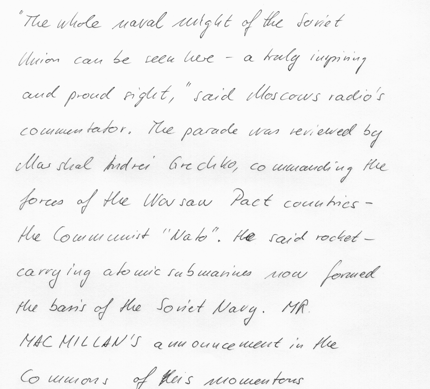 "The whole naval might of the Soviet
Union can be seen here - a truly inspiring
and proud sight," said Moscow's radio's
commentator. The parade was reviewed by
Marshal Andrei Grechko, commanding the
forces of the Warsaw Pact countries -
the Communist "Nato". He said rocket-
carrying atomic submarines now formed
the basis of the Soviet Navy. MR.
MACMILLAN'S announcement in the
Commons of this momentous